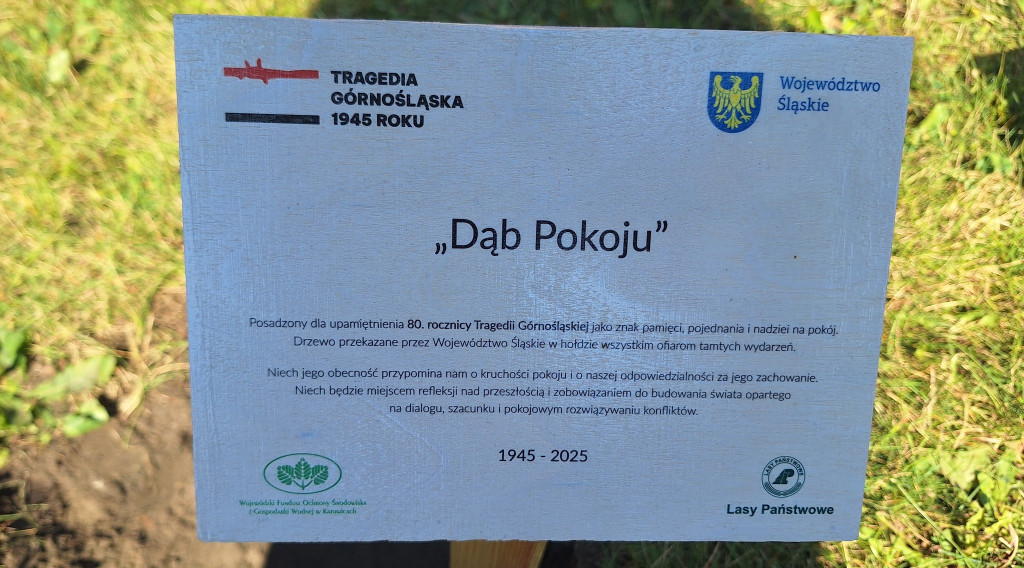 TRAGEDIA
GÓRNOŚLĄSKA
1945 ROKU
Województwo
Śląskie
„Dąb Pokoju”
Posadzony dla upamiętnienia 80. rocznicy Tragedii Górnośląskiej jako znak pamięci, pojednania i nadziei na pokój.
Drzewo przekazane przez Województwo Śląskie w hołdzie wszystkim ofiarom tamtych wydarzeń.
Niech jego obecność przypomina nam o kruchości pokoju i o naszej odpowiedzialności za jego zachowanie.
Niech będzie miejscem refleksji nad przeszłością i zobowiązaniem do budowania świata opartego
na dialogu, szacunku i pokojowym rozwiązywaniu konfliktów.
1945 - 2025
Wojewódzki Fundusz Ochrony Środowiska
i Gospodarki Wodnej w Katowicach
LASY PAŃSTWOWE
Lasy Państwowe